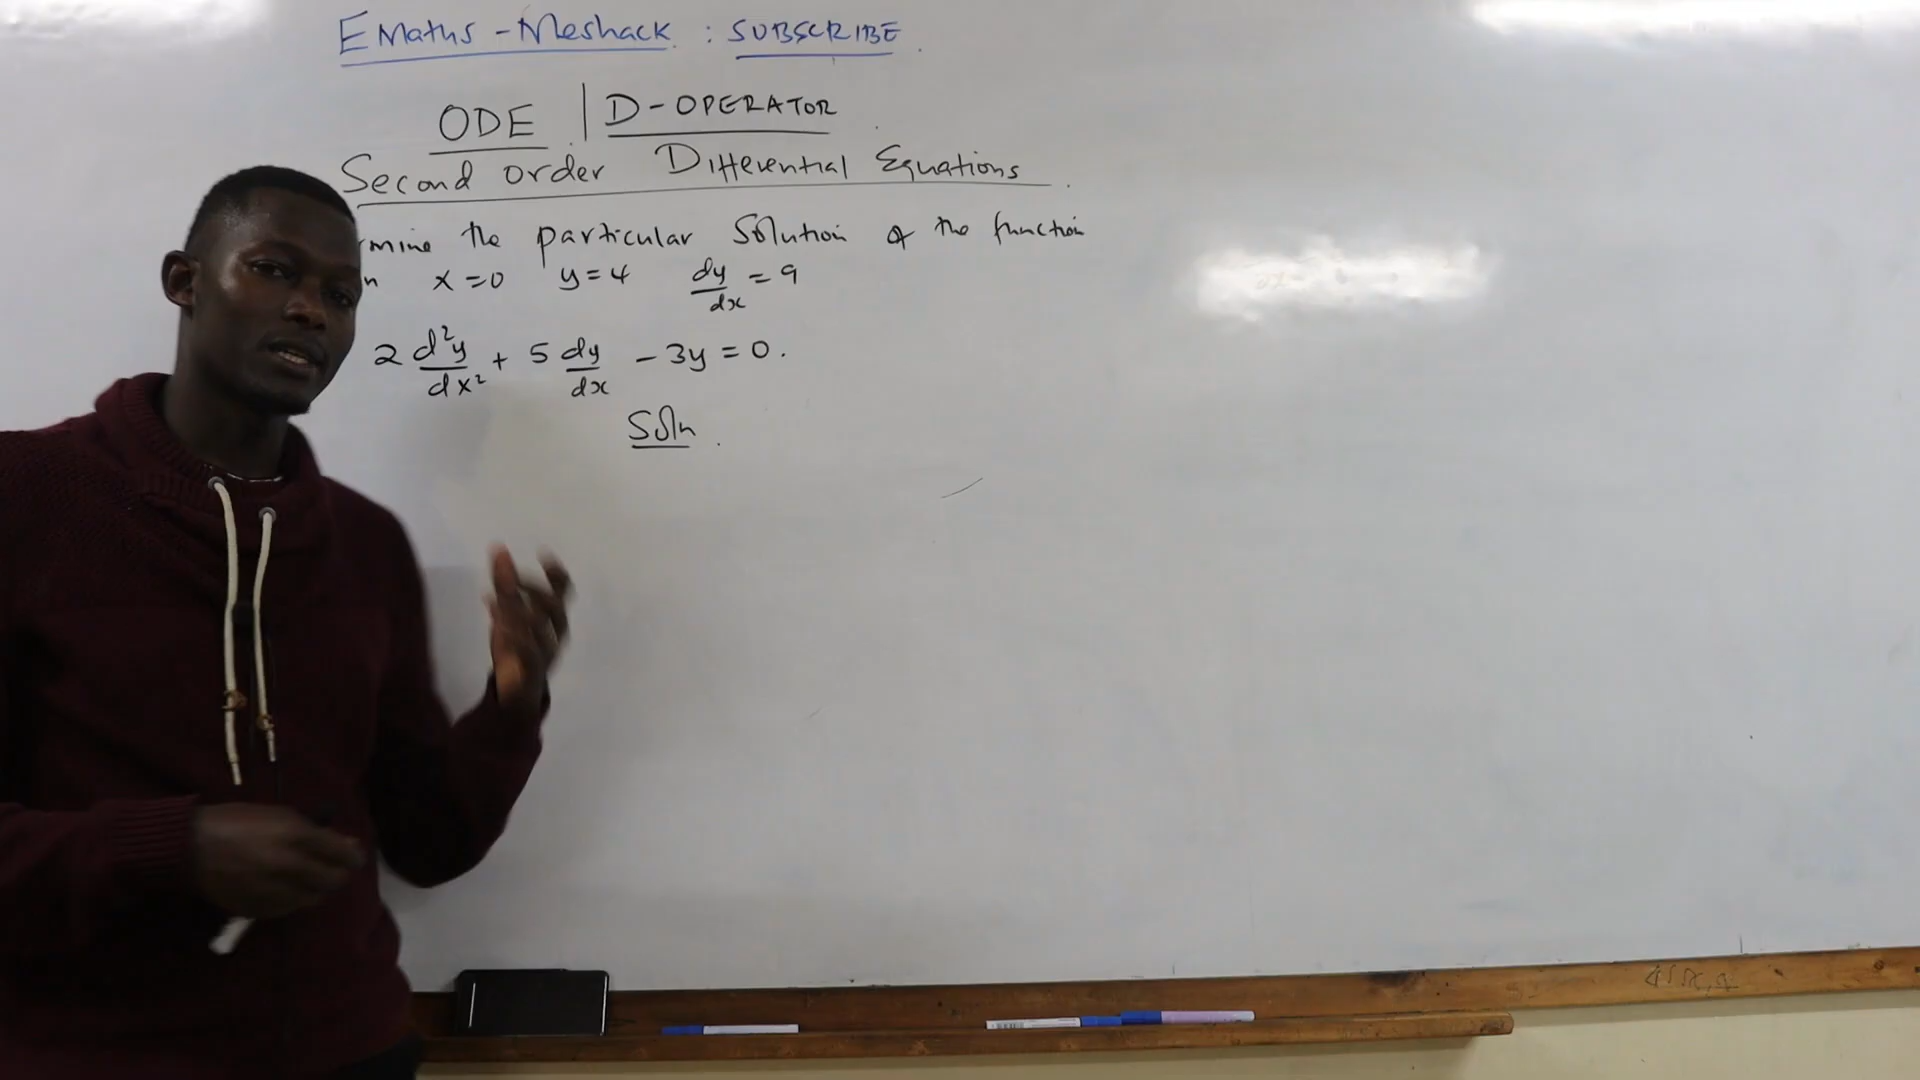 EMaths - Meshack : SUBSCRIBE
ODE | D-OPERATOR
Second order Differential Equations
mine the particular Solution of the function
n x=0 y=4 dy/dx = 9
2 d²y/dx² + 5 dy/dx - 3y = 0.
Soln.